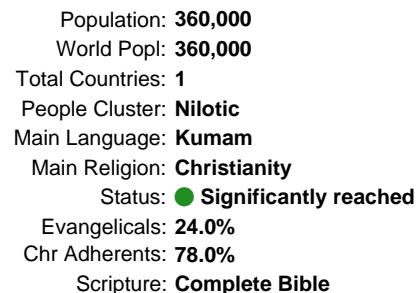 Population: 360,000
World Popl: 360,000
Total Countries: 1
People Cluster: Nilotic
Main Language: Kumam
Main Religion: Christianity
Status: Significantly reached
Evangelicals: 24.0%
Chr Adherents: 78.0%
Scripture: Complete Bible